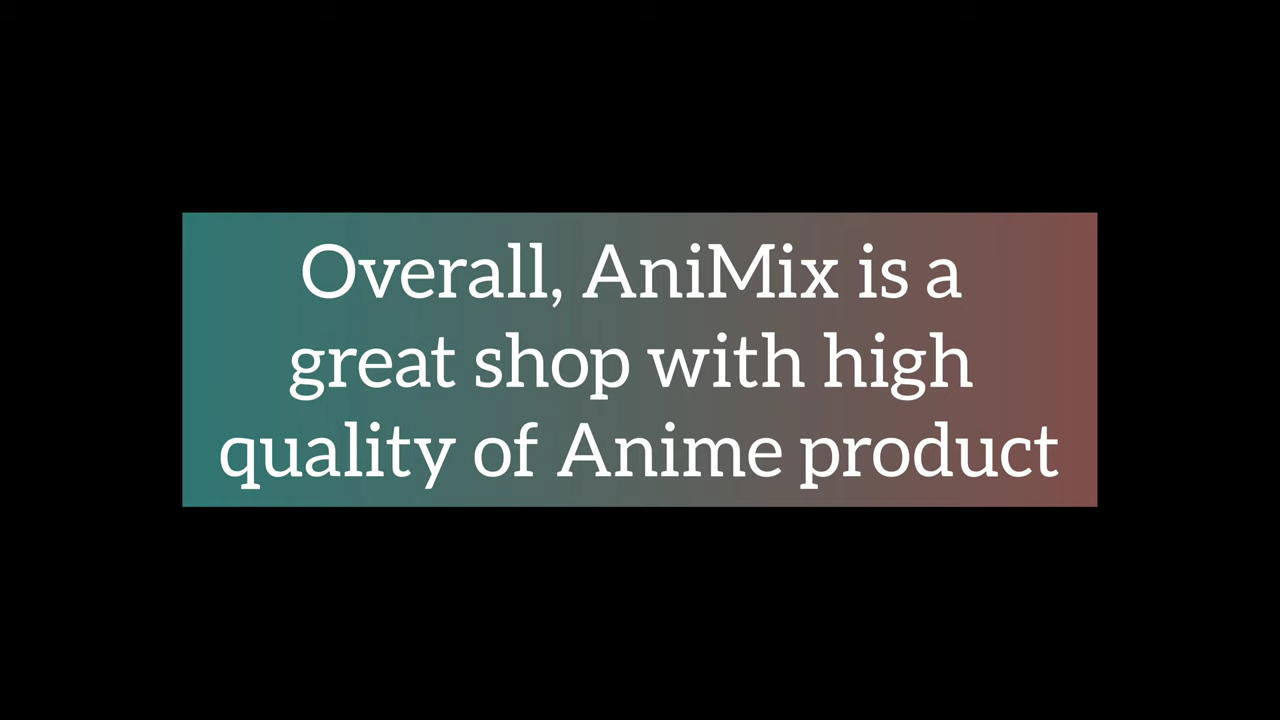 Overall, AniMix is a
great shop with high
quality of Anime product